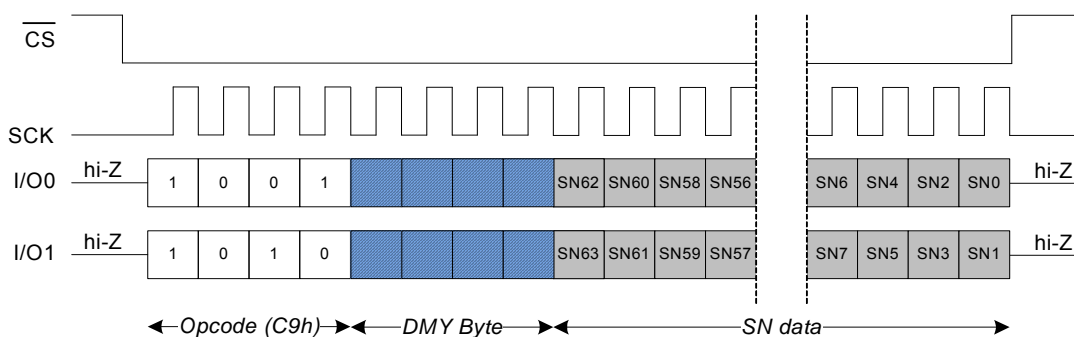 CS
SCK
I/O0 hi-Z 1 0 0 1 SN62 SN60 SN58 SN56 SN6 SN4 SN2 SN0 hi-Z
I/O1 hi-Z 1 0 1 0 SN63 SN61 SN59 SN57 SN7 SN5 SN3 SN1 hi-Z
Opcode (C9h) DMY Byte SN data